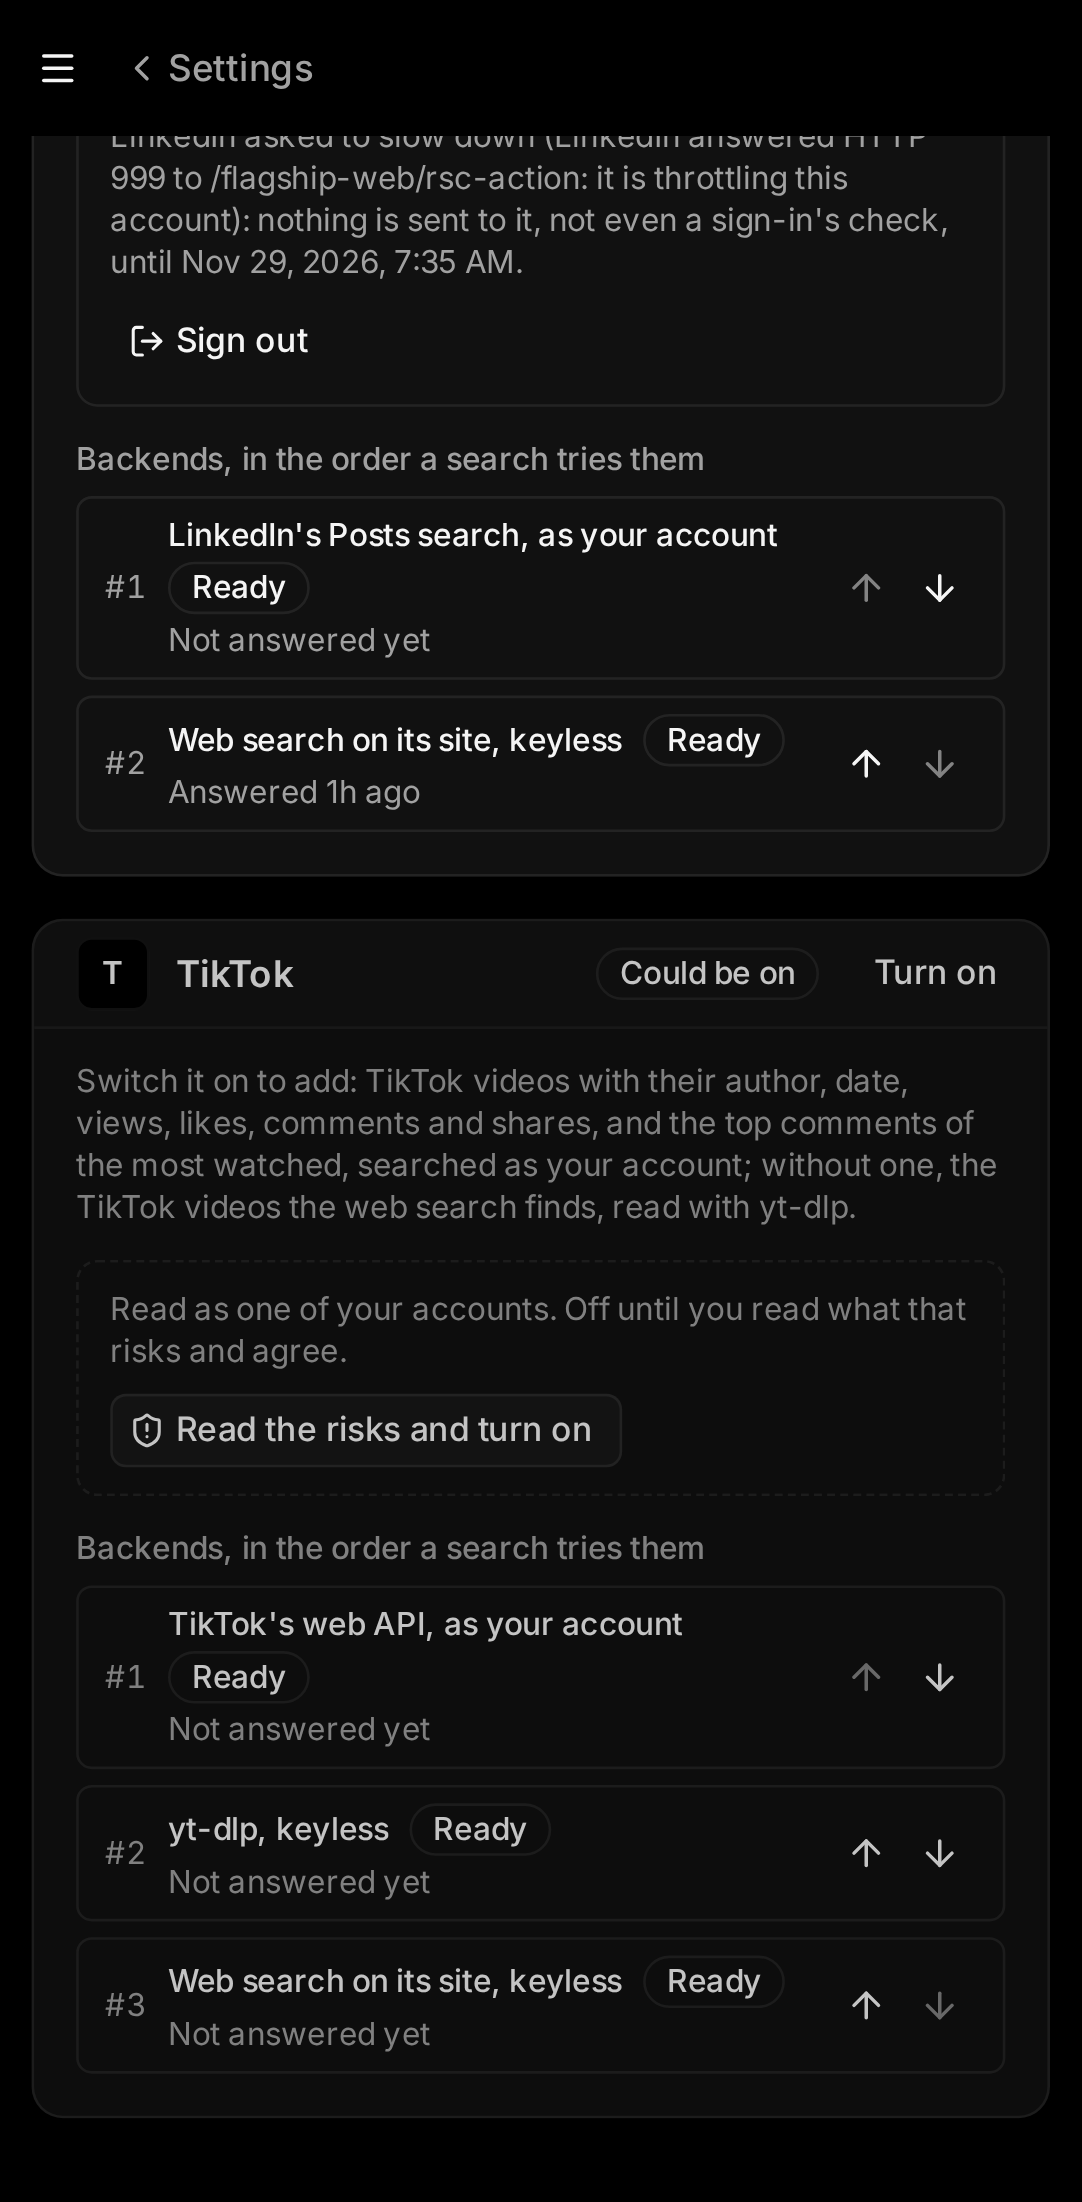 Settings
LinkedIn asked to slow down (LinkedIn answered HTTP
999 to /flagship-web/rsc-action: it is throttling this
account): nothing is sent to it, not even a sign-in's check,
until Nov 29, 2026, 7:35 AM.
Sign out
Backends, in the order a search tries them
LinkedIn's Posts search, as your account
#1
Ready
Not answered yet
#2
Web search on its site, keyless Ready
Answered 1h ago
T TikTok Could be on Turn on
Switch it on to add: TikTok videos with their author, date,
views, likes, comments and shares, and the top comments of
the most watched, searched as your account; without one, the
TikTok videos the web search finds, read with yt-dlp.
Read as one of your accounts. Off until you read what that
risks and agree.
Read the risks and turn on
Backends, in the order a search tries them
TikTok's web API, as your account
#1
Ready
Not answered yet
#2
yt-dlp, keyless Ready
Not answered yet
#3
Web search on its site, keyless Ready
Not answered yet